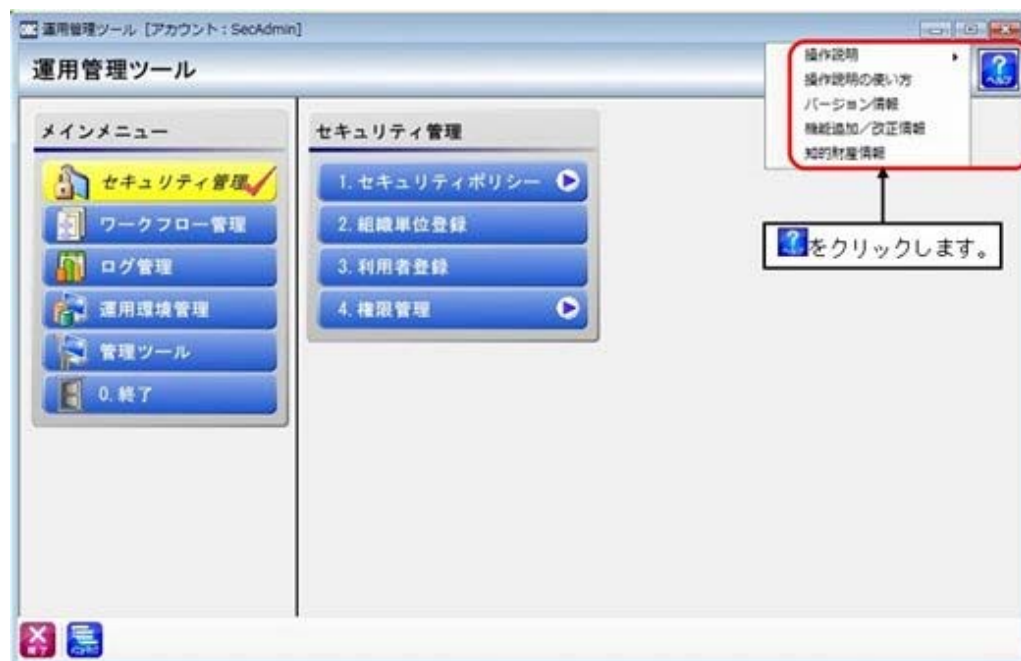 運用管理ツール [アカウント:SecAdmin]
運用管理ツール
操作説明
操作説明の使い方
バージョン情報
機能追加/改正情報
知的財産情報
ヘルプ
メインメニュー
セキュリティ管理
ワークフロー管理
ログ管理
運用環境管理
管理ツール
0.終了
セキュリティ管理
1.セキュリティポリシー
2.組織単位登録
3.利用者登録
4.権限管理
?をクリックします。
終了